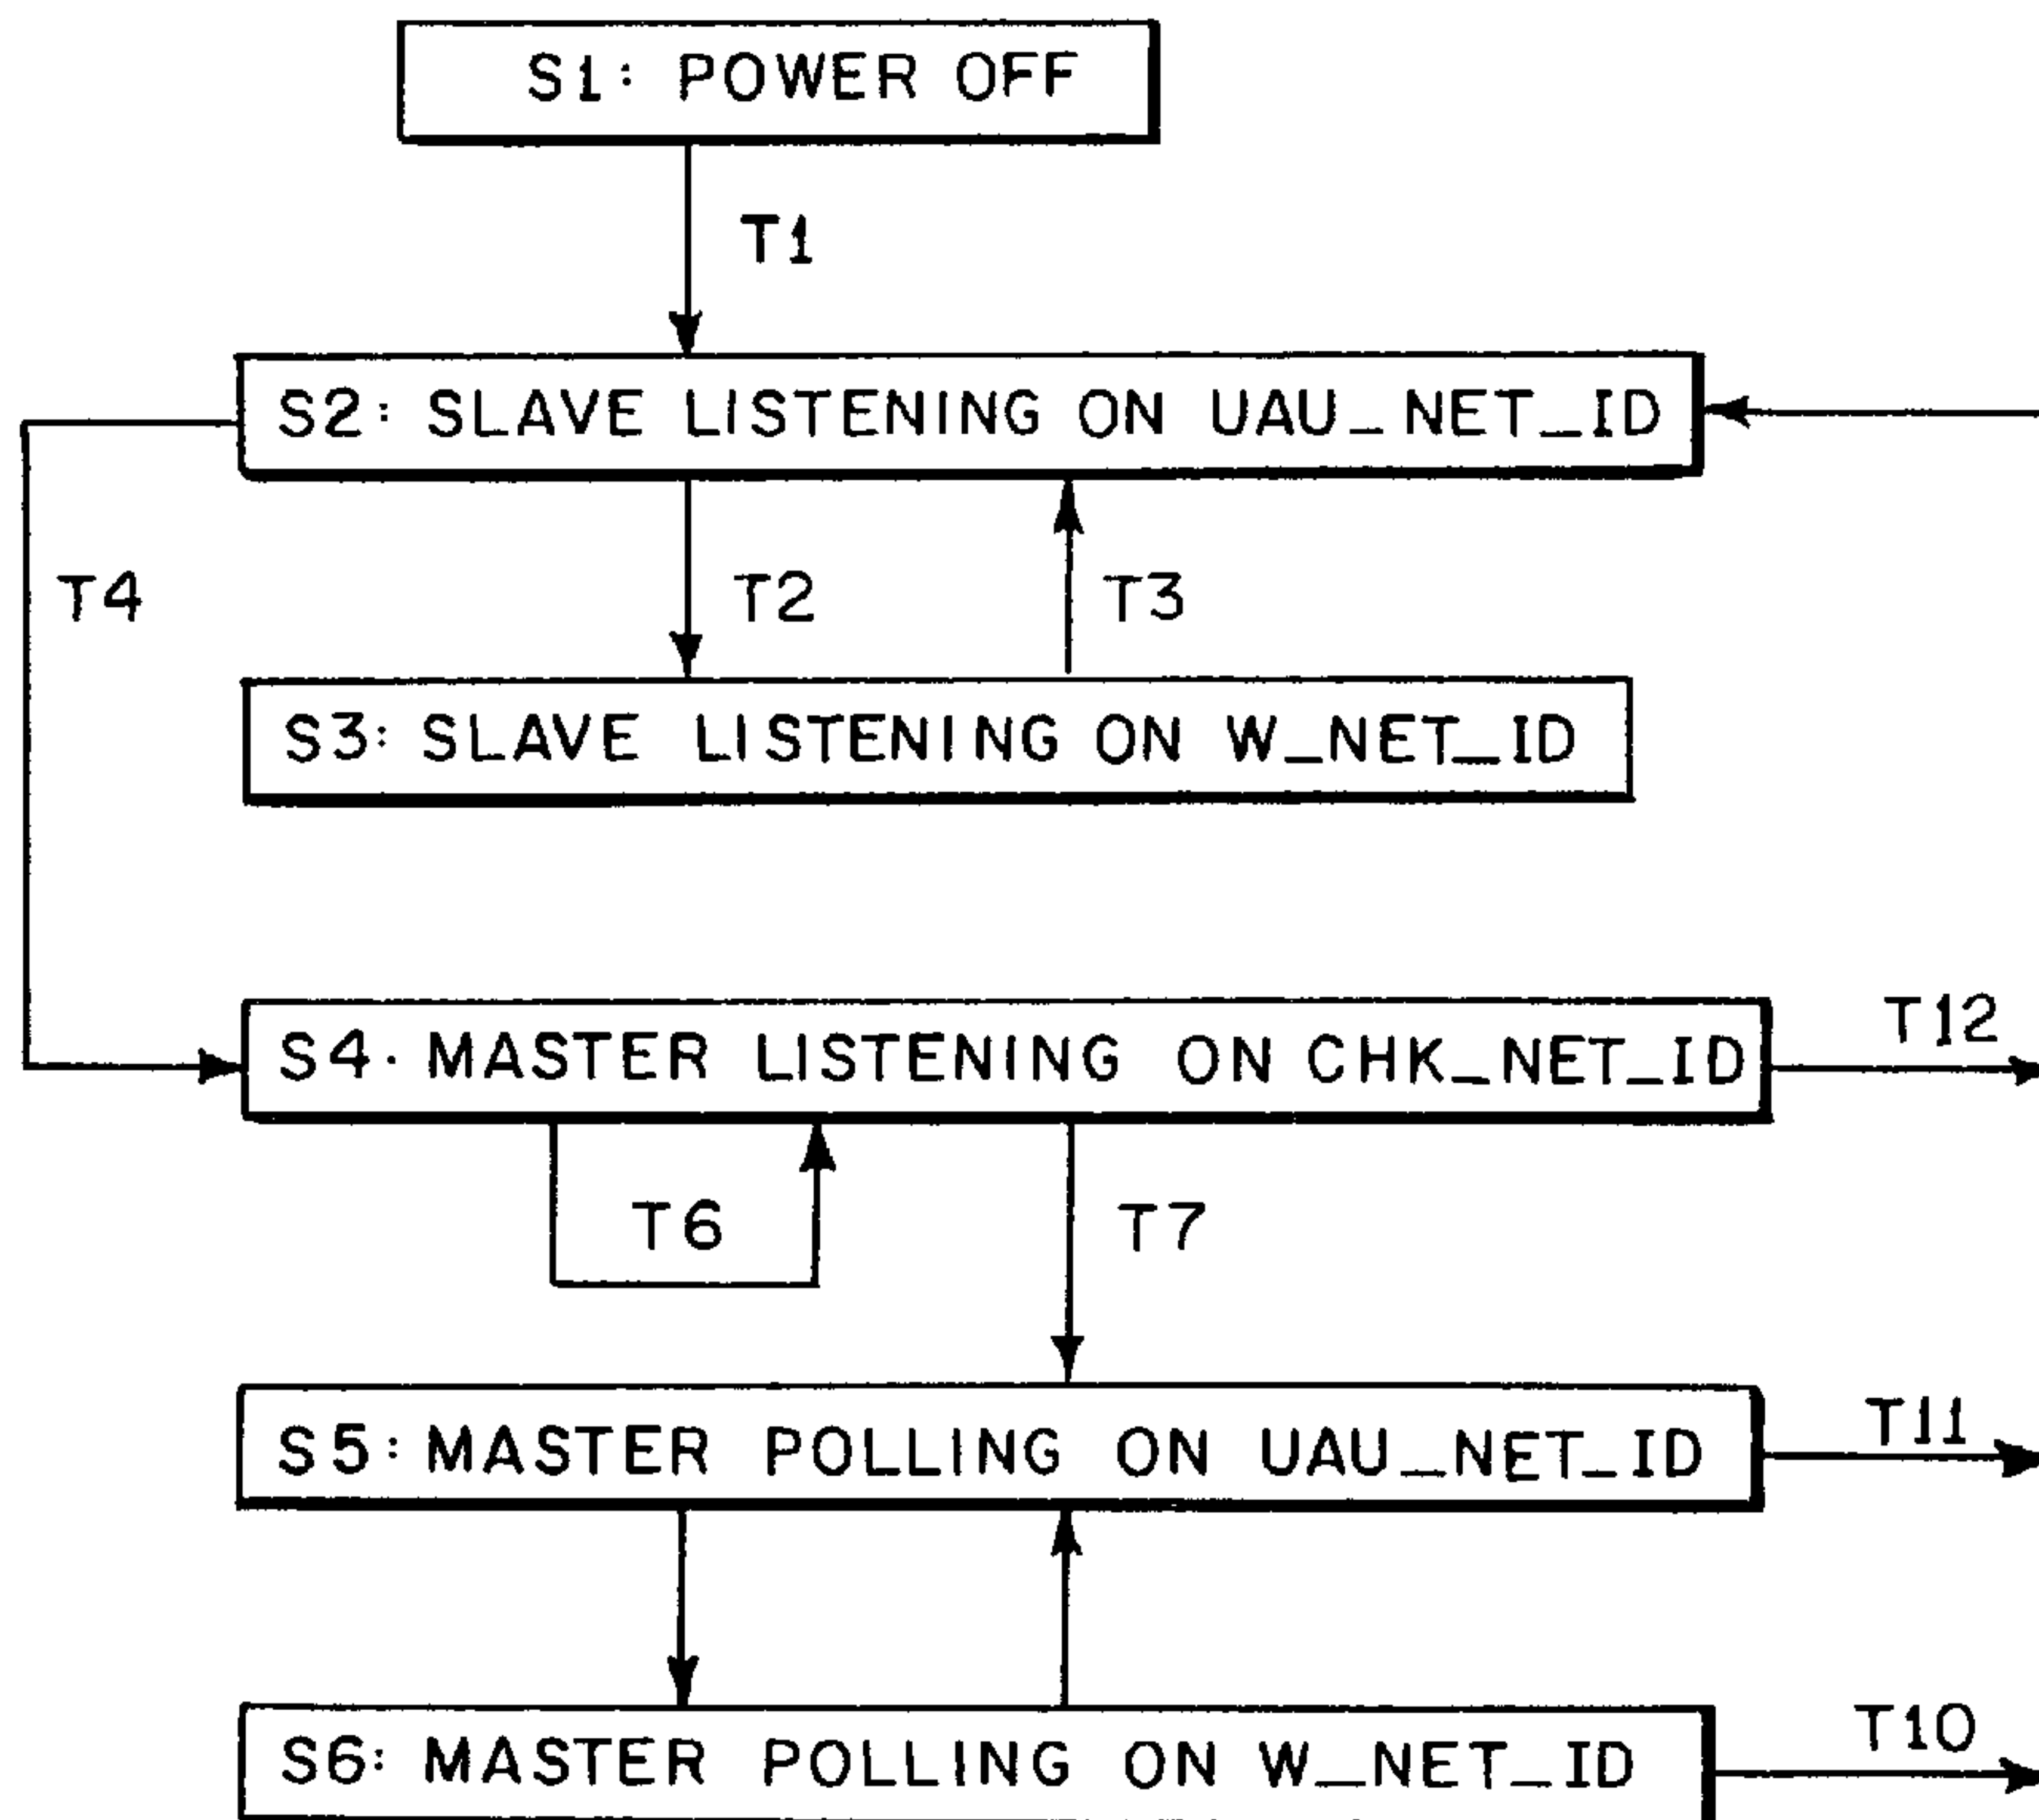 S1: POWER OFF
T1
S2: SLAVE LISTENING ON UAU_NET_ID
T4
T2
T3
S3: SLAVE LISTENING ON W_NET_ID
T12
S4. MASTER LISTENING ON CHK_NET_ID
T6
T7
T11
S5: MASTER POLLING ON UAU_NET_ID
T10
S6: MASTER POLLING ON W_NET_ID